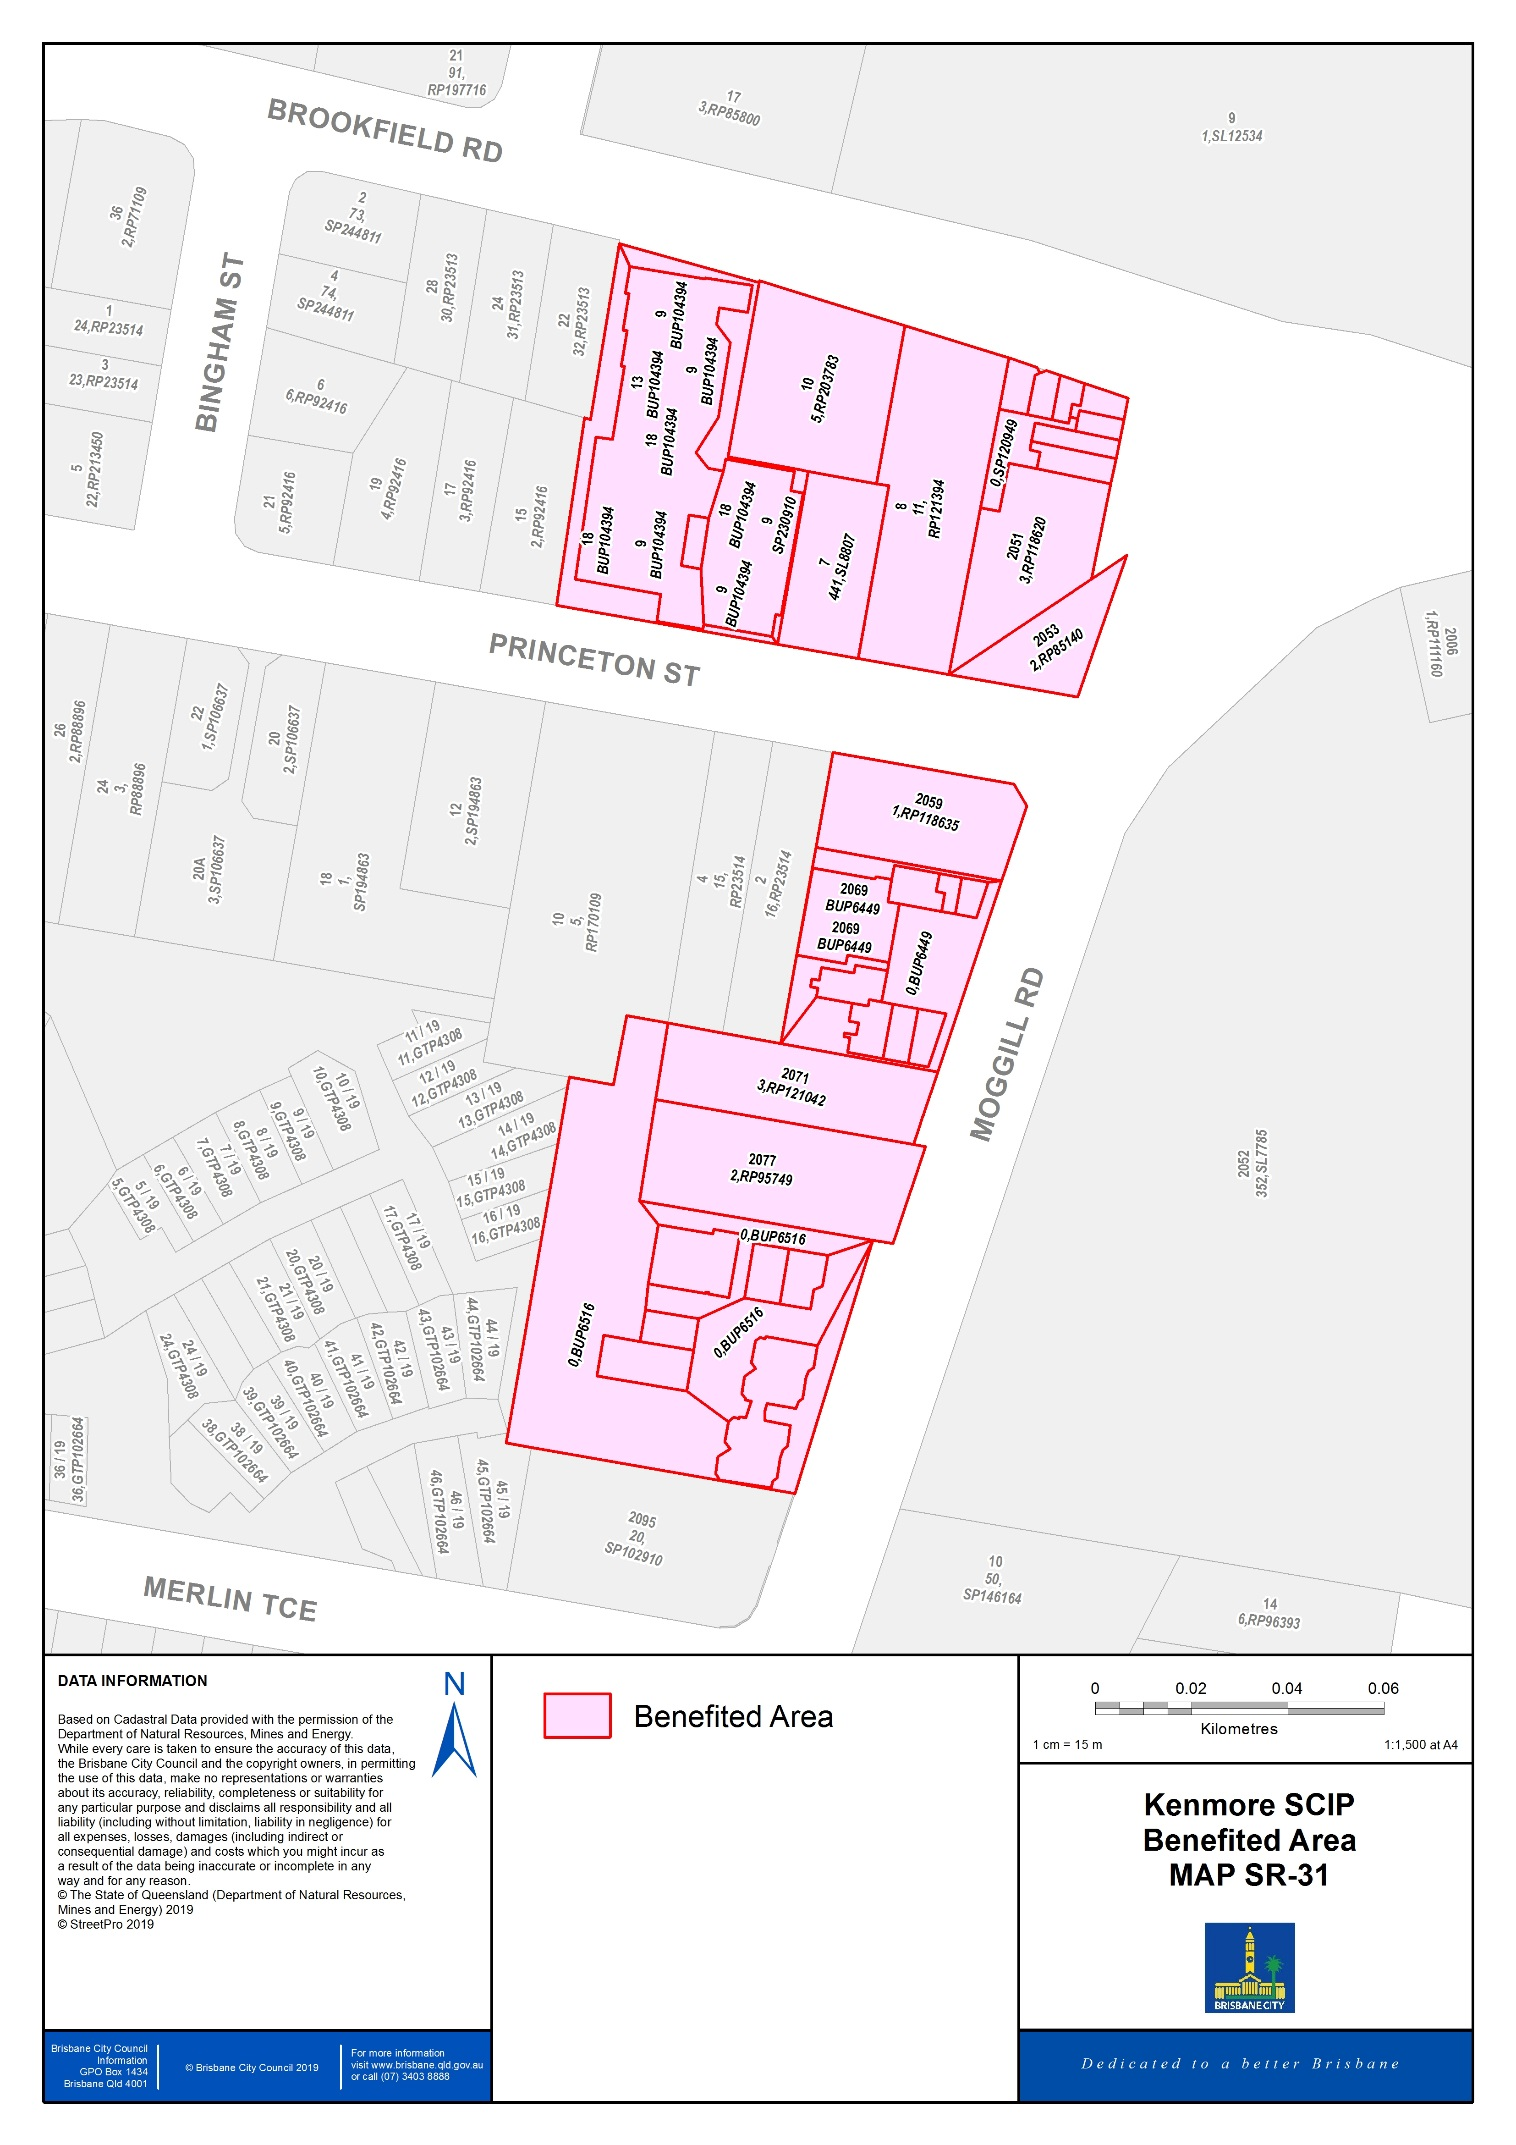 21
91,
RP197716
17
3,RP85800
9
1,SL12534
BROOKFIELD RD
36
2,RP71109
2
73,
SP244811
4
74,
SP244811
28
30,RP23513
24
31,RP23513
22
32,RP23513
1
24,RP23514
3
23,RP23514
5
22,RP213450
BINGHAM ST
6
6,RP92416
21
5,RP92416
19
4,RP92416
17
3,RP92416
15
2,RP92416
9
BUP104394
13
BUP104394
9
BUP104394
18
BUP104394
18
BUP104394
9
BUP104394
18
BUP104394
9
SP230910
9
BUP104394
10
5,RP203783
7
441,SL8807
8
11,
RP121394
0,SP120949
2051
3,RP118620
2053
2,RP85140
2006
1,RP111160
PRINCETON ST
26
2,RP88896
24
3,
RP88896
22
1,SP106637
20
2,SP106637
20A
3,SP106637
18
1,
SP194863
12
2,SP194863
10
5,
RP170109
4
15,
RP23514
2
16,RP23514
2059
1,RP118635
2069
BUP6449
2069
BUP6449
0,BUP6449
MOGGILL RD
2071
3,RP121042
2077
2,RP95749
0,BUP6516
0,BUP6516
0,BUP6516
2052
352,SL7785
11 / 19
11,GTP4308
12 / 19
12,GTP4308
13 / 19
13,GTP4308
14 / 19
14,GTP4308
15 / 19
15,GTP4308
16 / 19
16,GTP4308
10 / 19
10,GTP4308
9 / 19
9,GTP4308
8 / 19
8,GTP4308
7 / 19
7,GTP4308
6 / 19
6,GTP4308
5 / 19
5,GTP4308
17 / 19
17,GTP4308
20 / 19
20,GTP4308
21 / 19
21,GTP4308
24 / 19
24,GTP4308
44 / 19
44,GTP102664
43 / 19
43,GTP102664
42 / 19
42,GTP102664
41 / 19
41,GTP102664
40 / 19
40,GTP102664
39 / 19
39,GTP102664
38 / 19
38,GTP102664
36 / 19
36,GTP102664
46 / 19
46,GTP102664
45 / 19
45,GTP102664
2095
20,
SP102910
10
50,
SP146164
14
6,RP96393
MERLIN TCE
DATA INFORMATION
Based on Cadastral Data provided with the permission of the
Department of Natural Resources, Mines and Energy.
While every care is taken to ensure the accuracy of this data,
the Brisbane City Council and the copyright owners, in permitting
the use of this data, make no representations or warranties
about its accuracy, reliability, completeness or suitability for
any particular purpose and disclaims all responsibility and all
liability (including without limitation, liability in negligence) for
all expenses, losses, damages (including indirect or
consequential damage) and costs which you might incur as
a result of the data being inaccurate or incomplete in any
way and for any reason.
© The State of Queensland (Department of Natural Resources,
Mines and Energy) 2019
© StreetPro 2019
N
Benefited Area
0 0.02 0.04 0.06
Kilometres
1 cm = 15 m 1:1,500 at A4
Kenmore SCIP
Benefited Area
MAP SR-31
BRISBANE CITY
Brisbane City Council
Information
GPO Box 1434
Brisbane Qld 4001
© Brisbane City Council 2019
For more information
visit www.brisbane.qld.gov.au
or call (07) 3403 8888
Dedicated to a better Brisbane